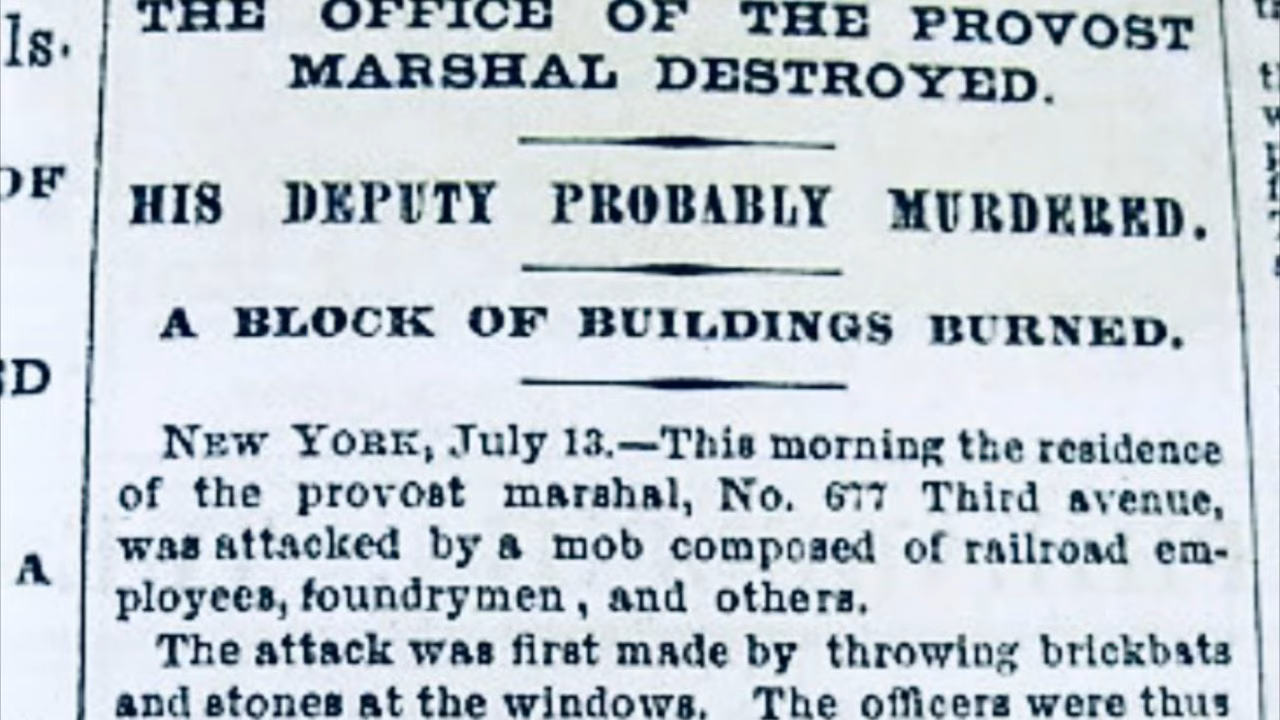 THE OFFICE OF THE PROVOST
MARSHAL DESTROYED.
HIS DEPUTY PROBABLY MURDERED.
A BLOCK OF BUILDINGS BURNED.
NEW YORK, July 13.—This morning the residence
of the provost marshal, No. 677 Third avenue,
was attacked by a mob composed of railroad em-
ployees, foundrymen, and others.
The attack was first made by throwing brickbats
and stones at the windows. The officers were thus
ls.
OF
A